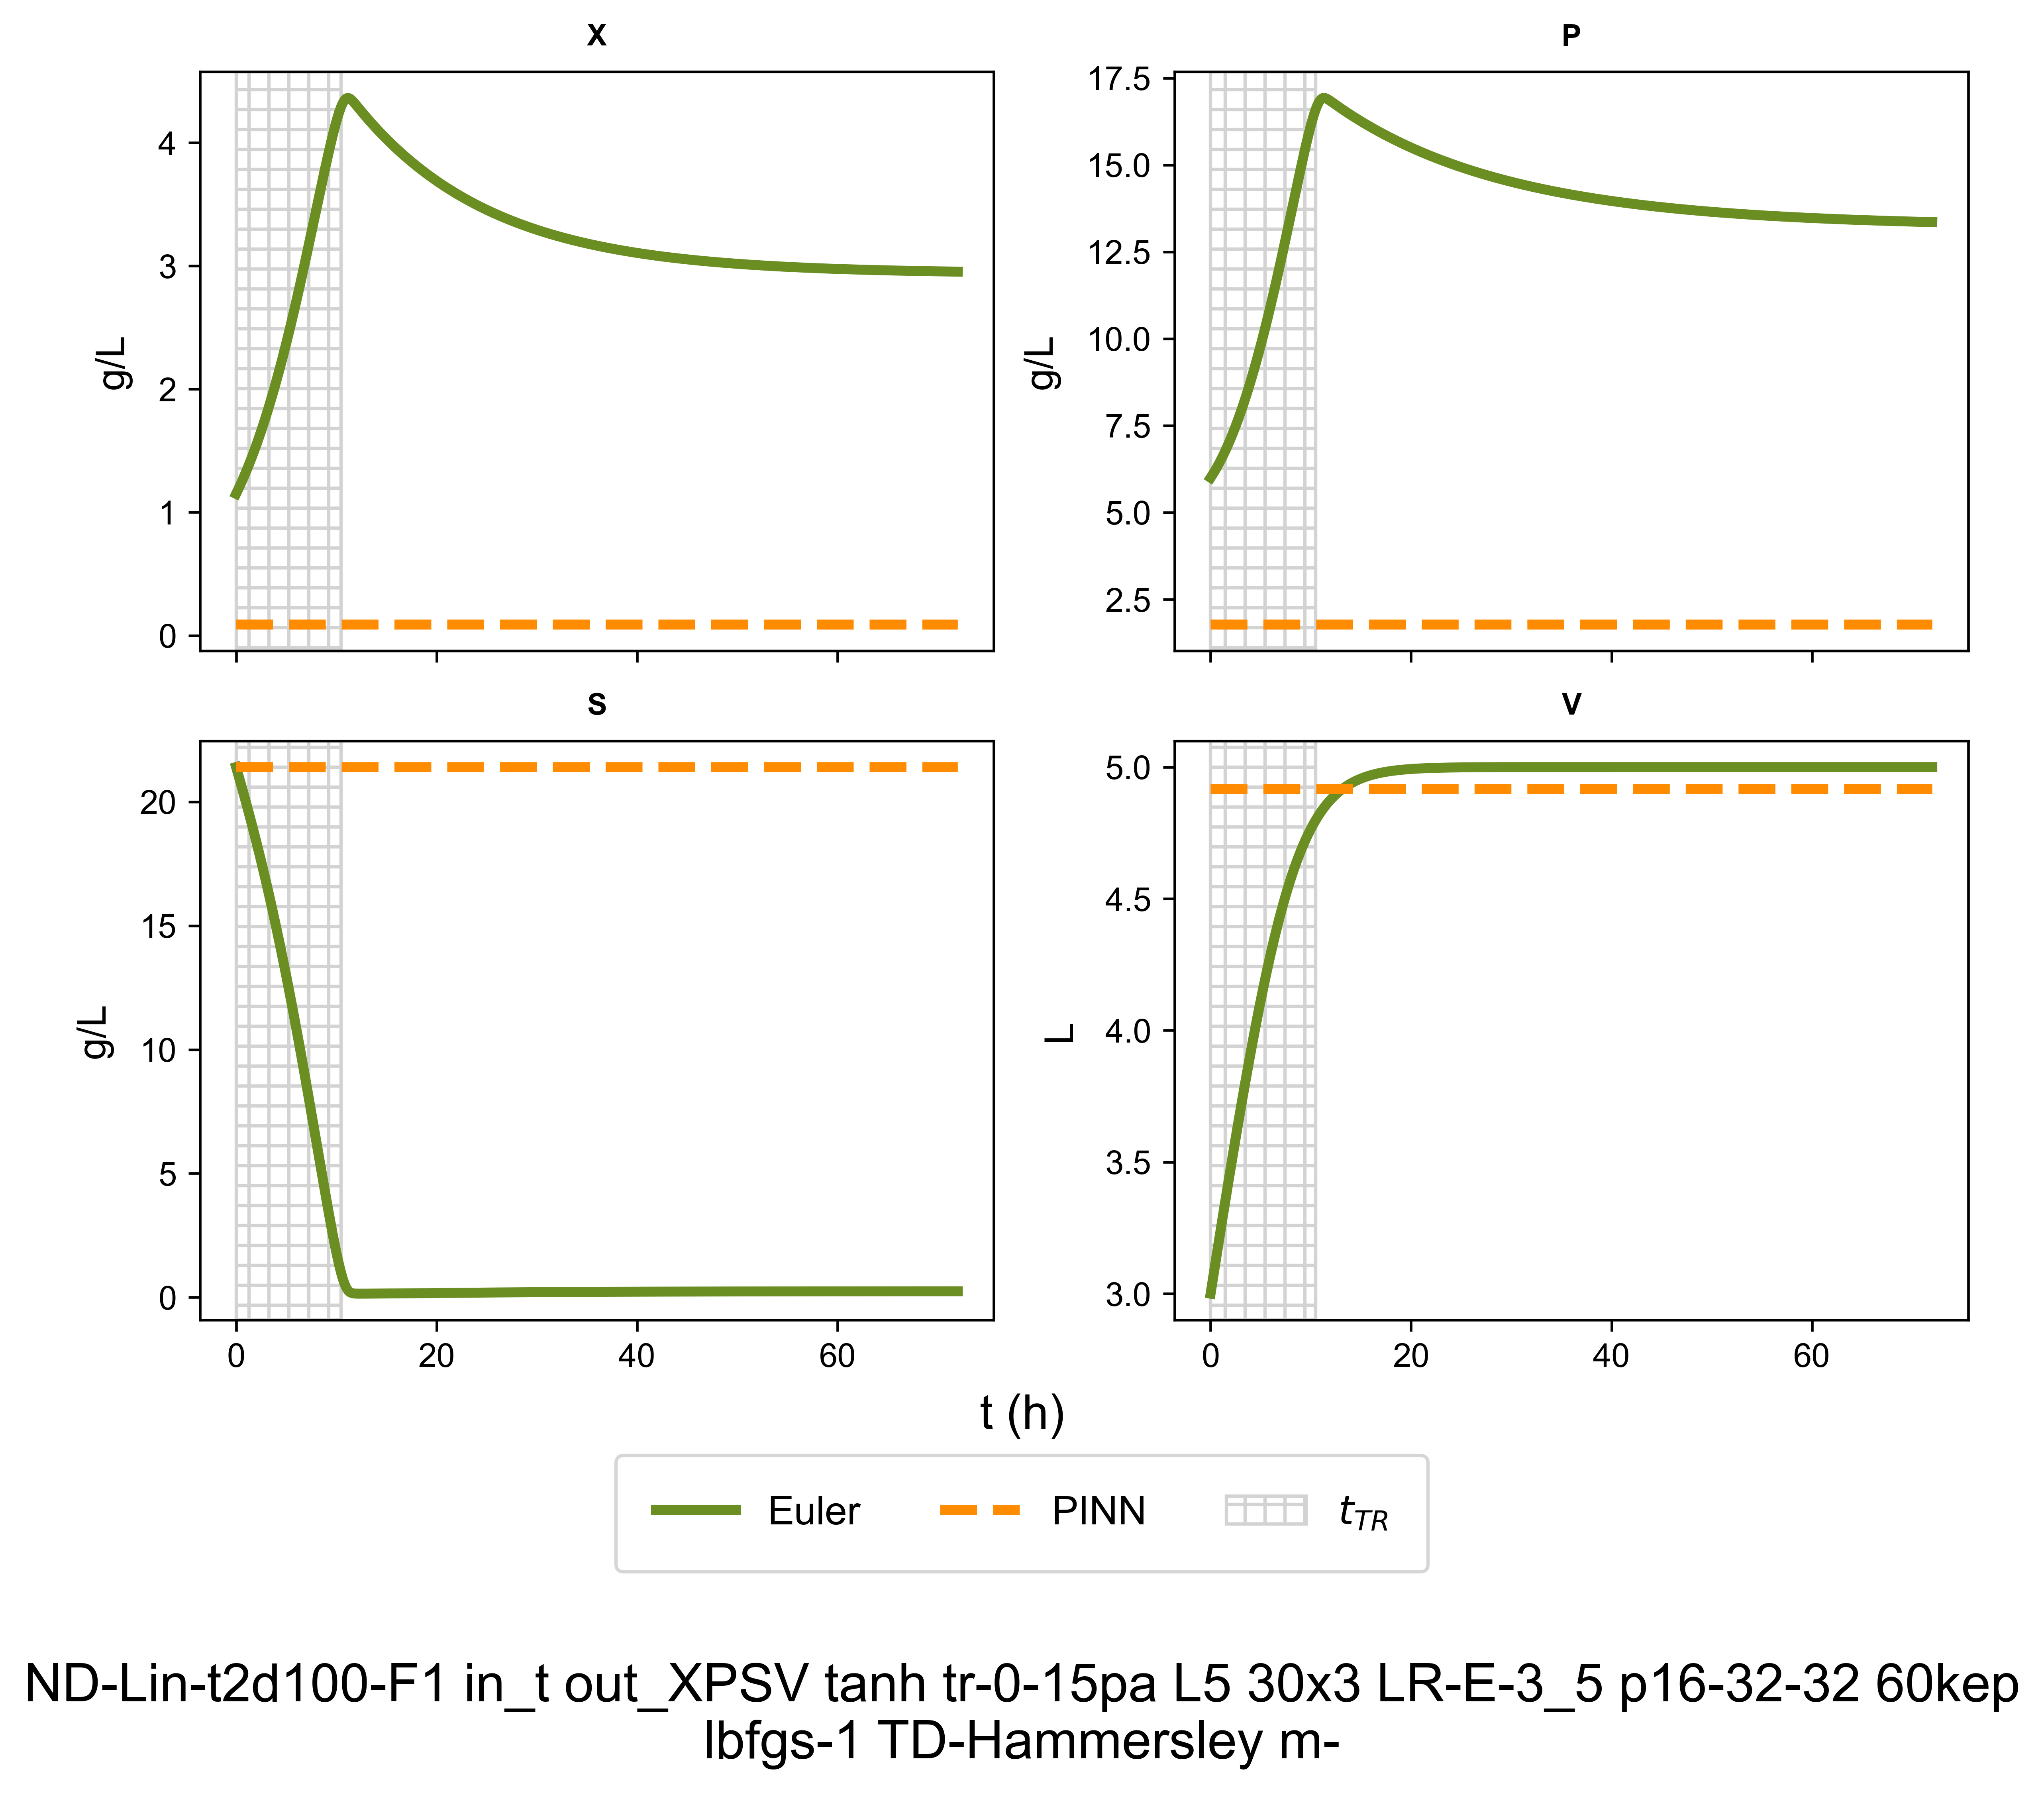 X
P
4
3
2
1
0
g/L
17.5
15.0
12.5
10.0
7.5
5.0
2.5
g/L
S
V
20
15
10
5
0
g/L
0
20
40
60
5.0
4.5
4.0
3.5
3.0
L
0
20
40
60
t (h)
Euler PINN t_TR
ND-Lin-t2d100-F1 in_t out_XPSV tanh tr-0-15pa L5 30x3 LR-E-3_5 p16-32-32 60kep
lbfgs-1 TD-Hammersley m-